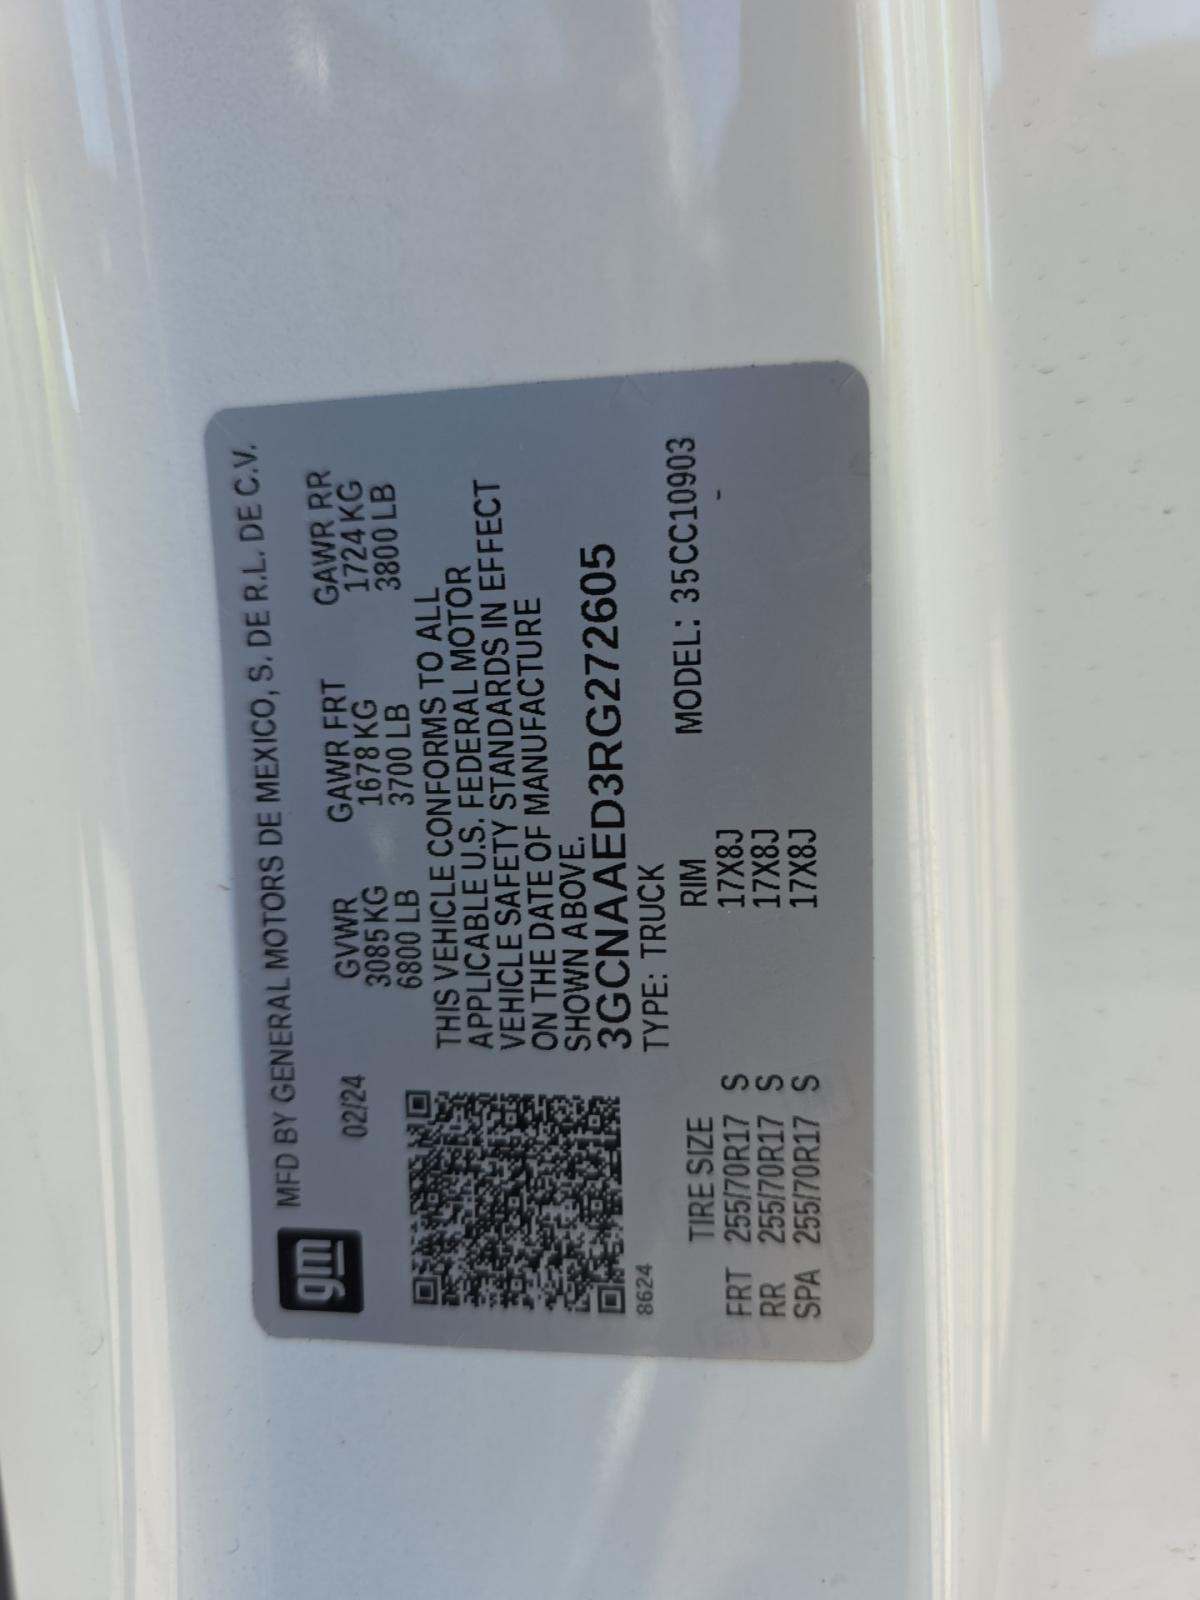 gm MFD BY GENERAL MOTORS DE MEXICO, S. DE R.L. DE C.V.
02/24 GVWR GAWR FRT GAWR RR
3085 KG 1678 KG 1724 KG
6800 LB 3700 LB 3800 LB
THIS VEHICLE CONFORMS TO ALL
APPLICABLE U.S. FEDERAL MOTOR
VEHICLE SAFETY STANDARDS IN EFFECT
ON THE DATE OF MANUFACTURE
SHOWN ABOVE.
3GCNAAED3RG272605
8624 TYPE: TRUCK
TIRE SIZE RIM MODEL: 35CC10903
FRT 255/70R17 S 17X8J -
RR 255/70R17 S 17X8J
SPA 255/70R17 S 17X8J